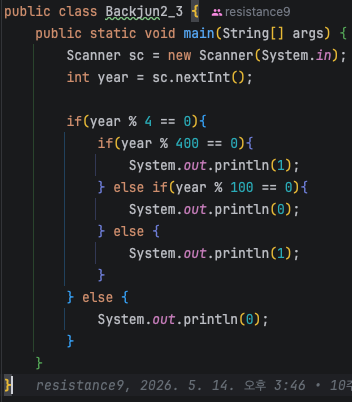 public class Backjun2_3 { resistance9
    public static void main(String[] args) {
        Scanner sc = new Scanner(System.in);
        int year = sc.nextInt();

        if(year % 4 == 0){
            if(year % 400 == 0){
                System.out.println(1);
            } else if(year % 100 == 0){
                System.out.println(0);
            } else {
                System.out.println(1);
            }
        } else {
            System.out.println(0);
        }
    }
} resistance9, 2026. 5. 14. 오후 3:46 • 10